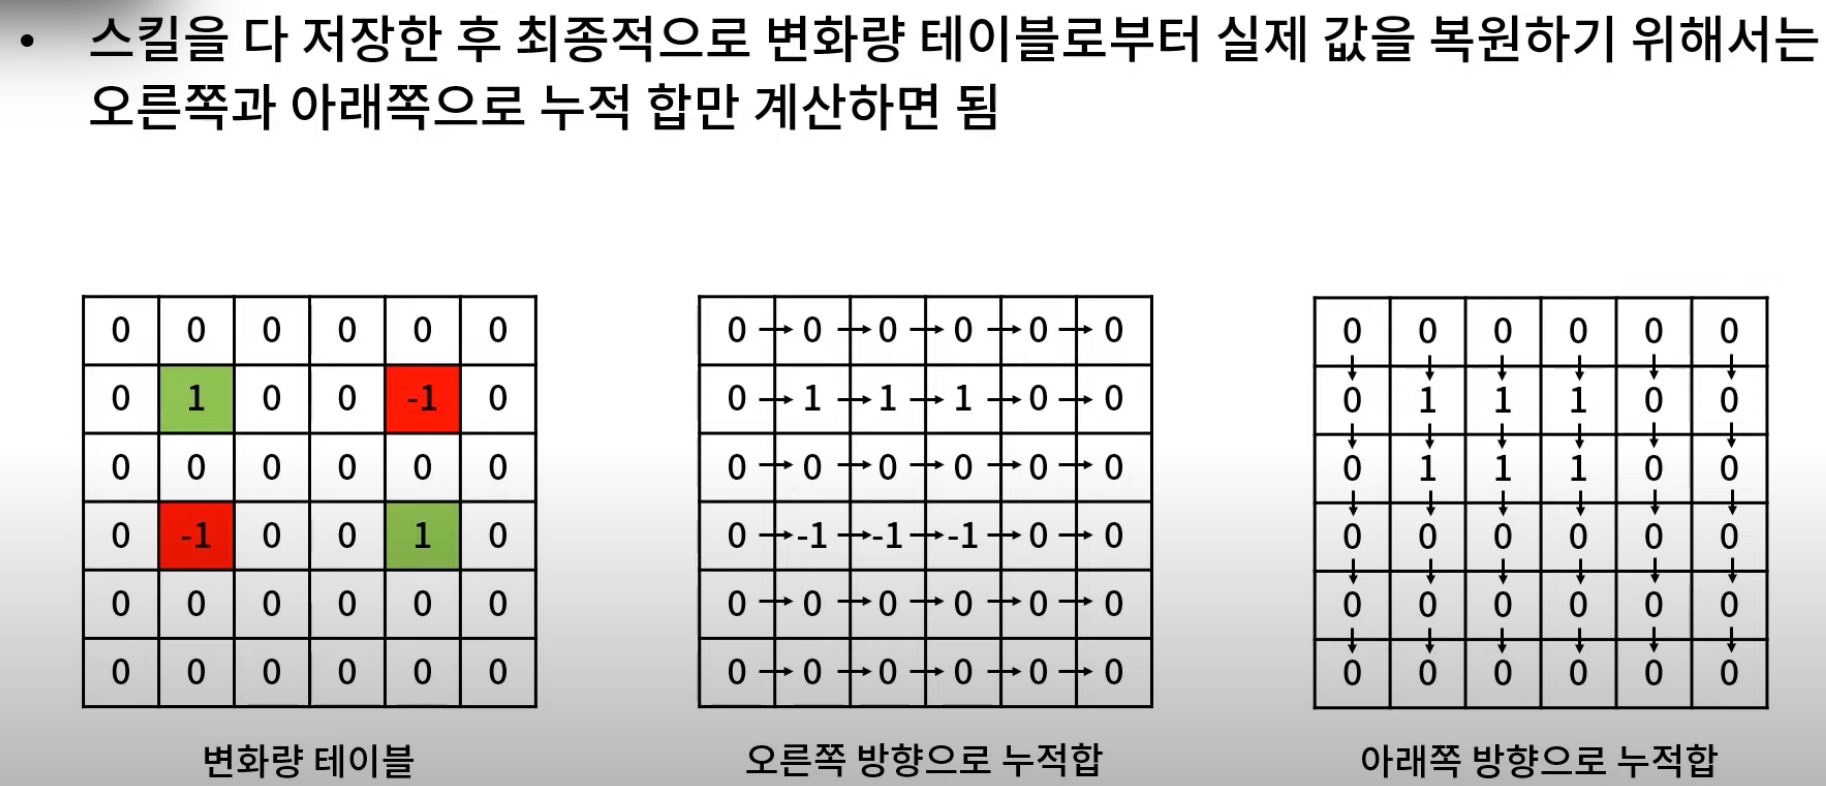 • 스킬을 다 저장한 후 최종적으로 변화량 테이블로부터 실제 값을 복원하기 위해서는
오른쪽과 아래쪽으로 누적 합만 계산하면 됨
0 0 0 0 0 0
0 1 0 0 -1 0
0 0 0 0 0 0
0 -1 0 0 1 0
0 0 0 0 0 0
0 0 0 0 0 0
변화량 테이블
0 → 0 → 0 → 0 → 0 → 0
0 → 1 → 1 → 1 → 0 → 0
0 → 0 → 0 → 0 → 0 → 0
0 → -1 → -1 → -1 → 0 → 0
0 → 0 → 0 → 0 → 0 → 0
0 → 0 → 0 → 0 → 0 → 0
오른쪽 방향으로 누적합
0 0 0 0 0 0
0 1 1 1 0 0
0 1 1 1 0 0
0 0 0 0 0 0
0 0 0 0 0 0
0 0 0 0 0 0
아래쪽 방향으로 누적합